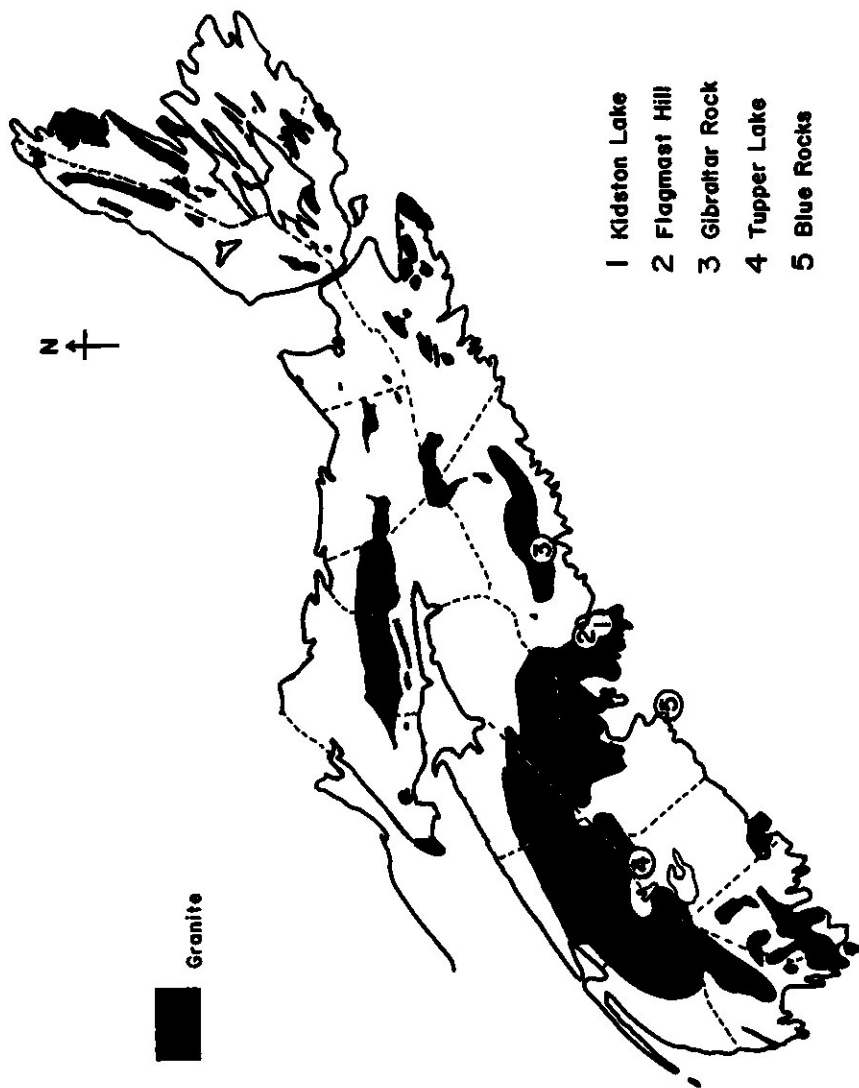 N
Granite
1 Kidston Lake
2 Flagmast Hill
3 Gibraltar Rock
4 Tupper Lake
5 Blue Rocks
3
2
1
5
4